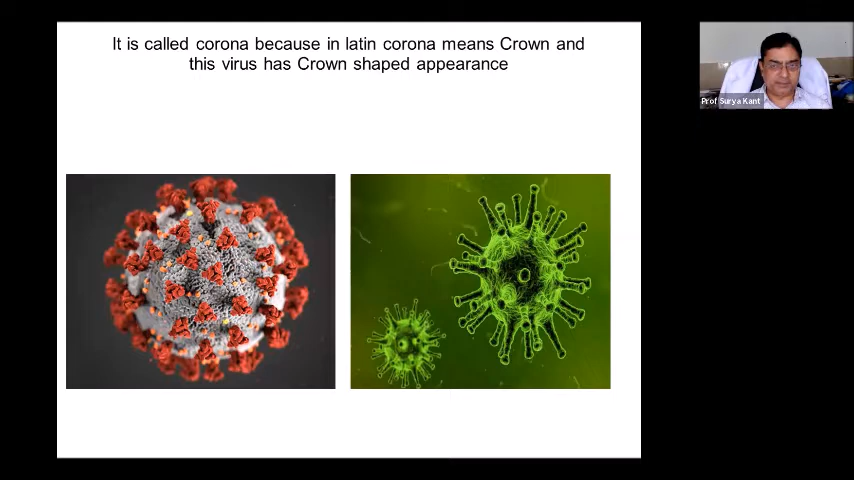 It is called corona because in latin corona means Crown and
this virus has Crown shaped appearance
Prof Surya Kant